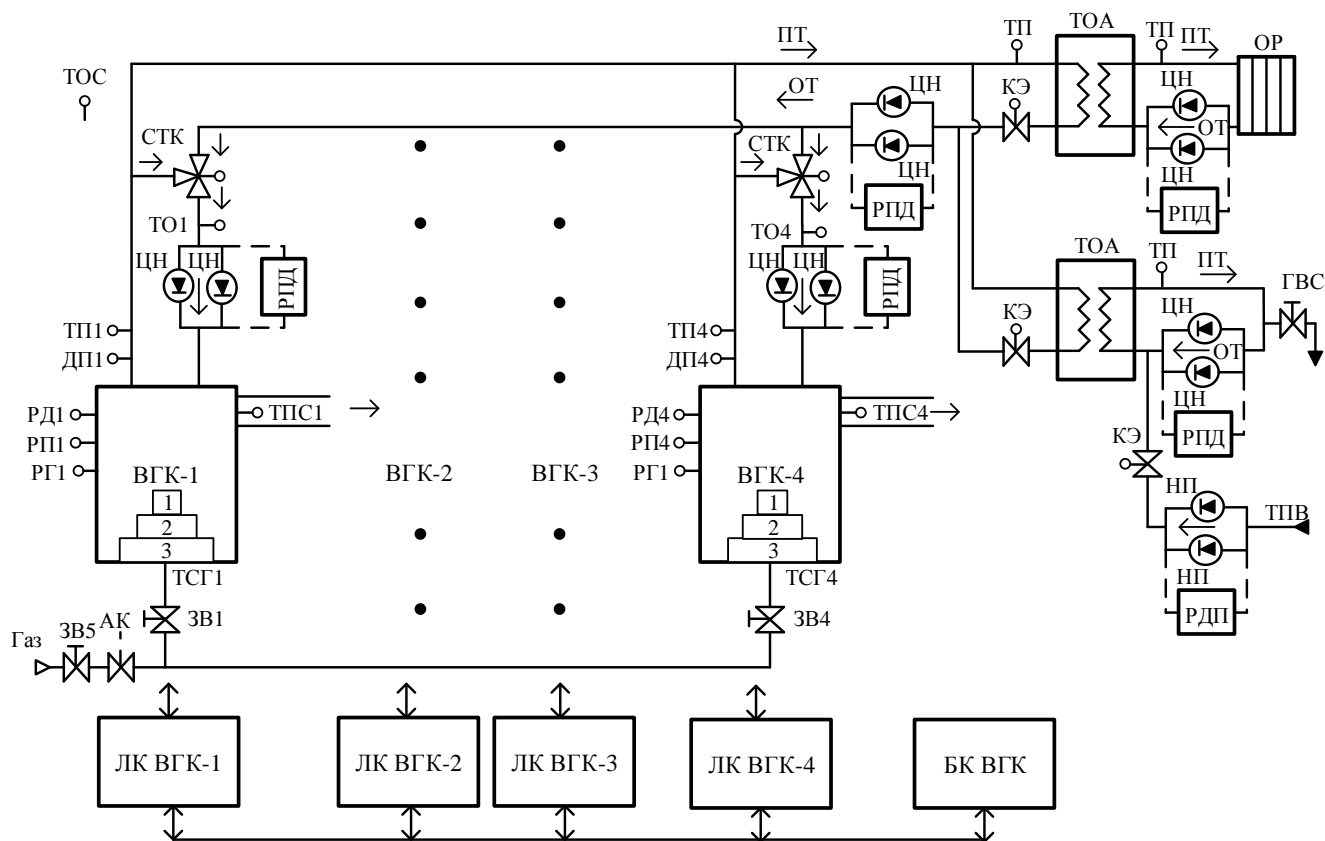 ПТ
ТП
ТОА
ТП
ПТ
ОР
ТОС
ОТ
ЦН
КЭ
ЦН
ОТ
СТК
СТК
ЦН
ЦН
РПД
РПД
ТО1
ТО4
ТОА
ТП
ПТ
ЦН
ЦН
РПД
ЦН
ЦН
РПД
ГВС
КЭ
ЦН
ОТ
ТП1
ТП4
ДП1
ДП4
ЦН
РПД
РД1
ТПС1
РД4
ТПС4
РП1
РП4
КЭ
РГ1
ВГК-1
ВГК-2
ВГК-3
РГ1
ВГК-4
1
1
НП
ТПВ
2
2
3
3
ТСГ1
ТСГ4
НП
ЗВ1
ЗВ4
РДП
Газ
ЗВ5
АК
ЛК ВГК-1
ЛК ВГК-2
ЛК ВГК-3
ЛК ВГК-4
БК ВГК